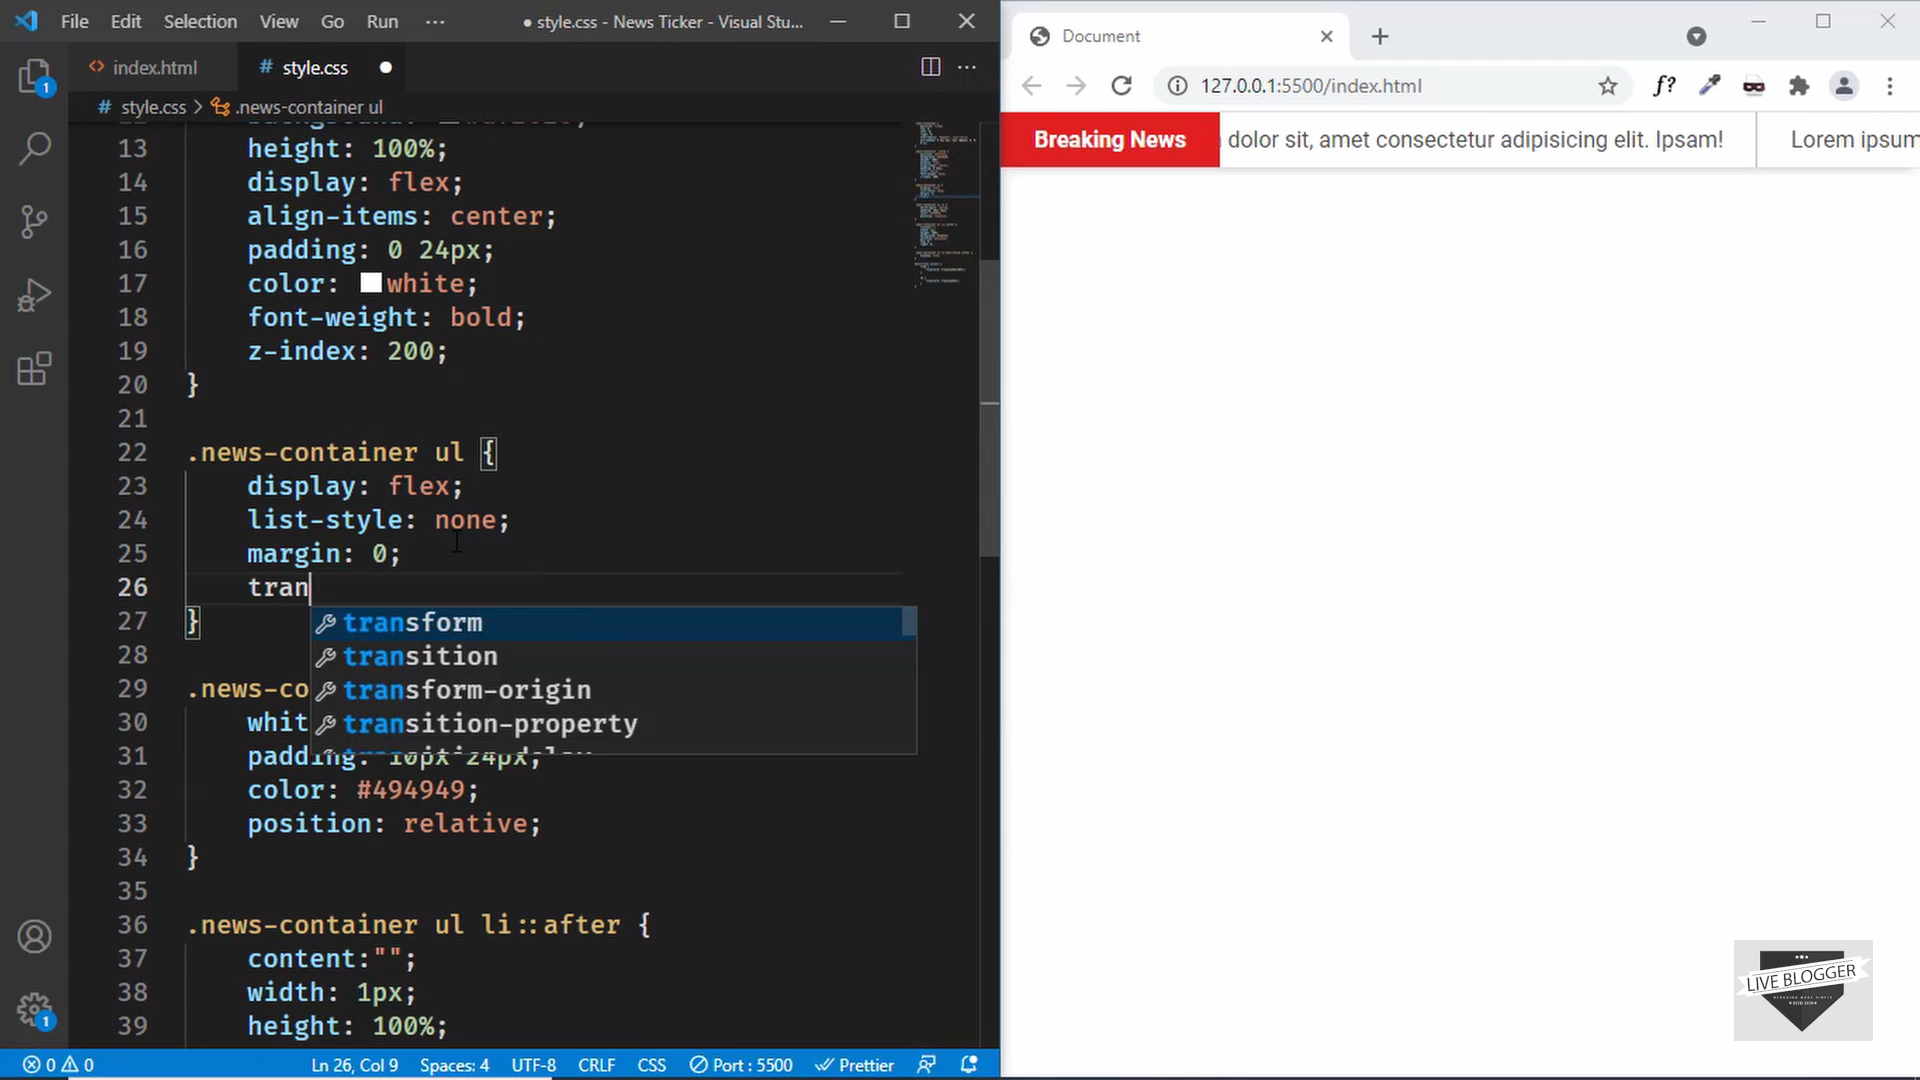 File Edit Selection View Go Run ··· ● style.css - News Ticker - Visual Stu...
index.html
style.css
style.css > .news-container ul
13 height: 100%;
14 display: flex;
15 align-items: center;
16 padding: 0 24px;
17 color: white;
18 font-weight: bold;
19 z-index: 200;
20 }
21
22 .news-container ul {
23 display: flex;
24 list-style: none;
25 margin: 0;
26 tran
27 }
transform
transition
transform-origin
transition-property
28
29 .news-co
30 whit
31 padding: 10px 24px;
32 color: #494949;
33 position: relative;
34 }
35
36 .news-container ul li::after {
37 content:"";
38 width: 1px;
39 height: 100%;
0 0 Ln 26, Col 9 Spaces: 4 UTF-8 CRLF CSS Port : 5500 Prettier
Document
127.0.0.1:5500/index.html
f?
Breaking News dolor sit, amet consectetur adipisicing elit. Ipsam! Lorem ipsum
LIVE BLOGGER